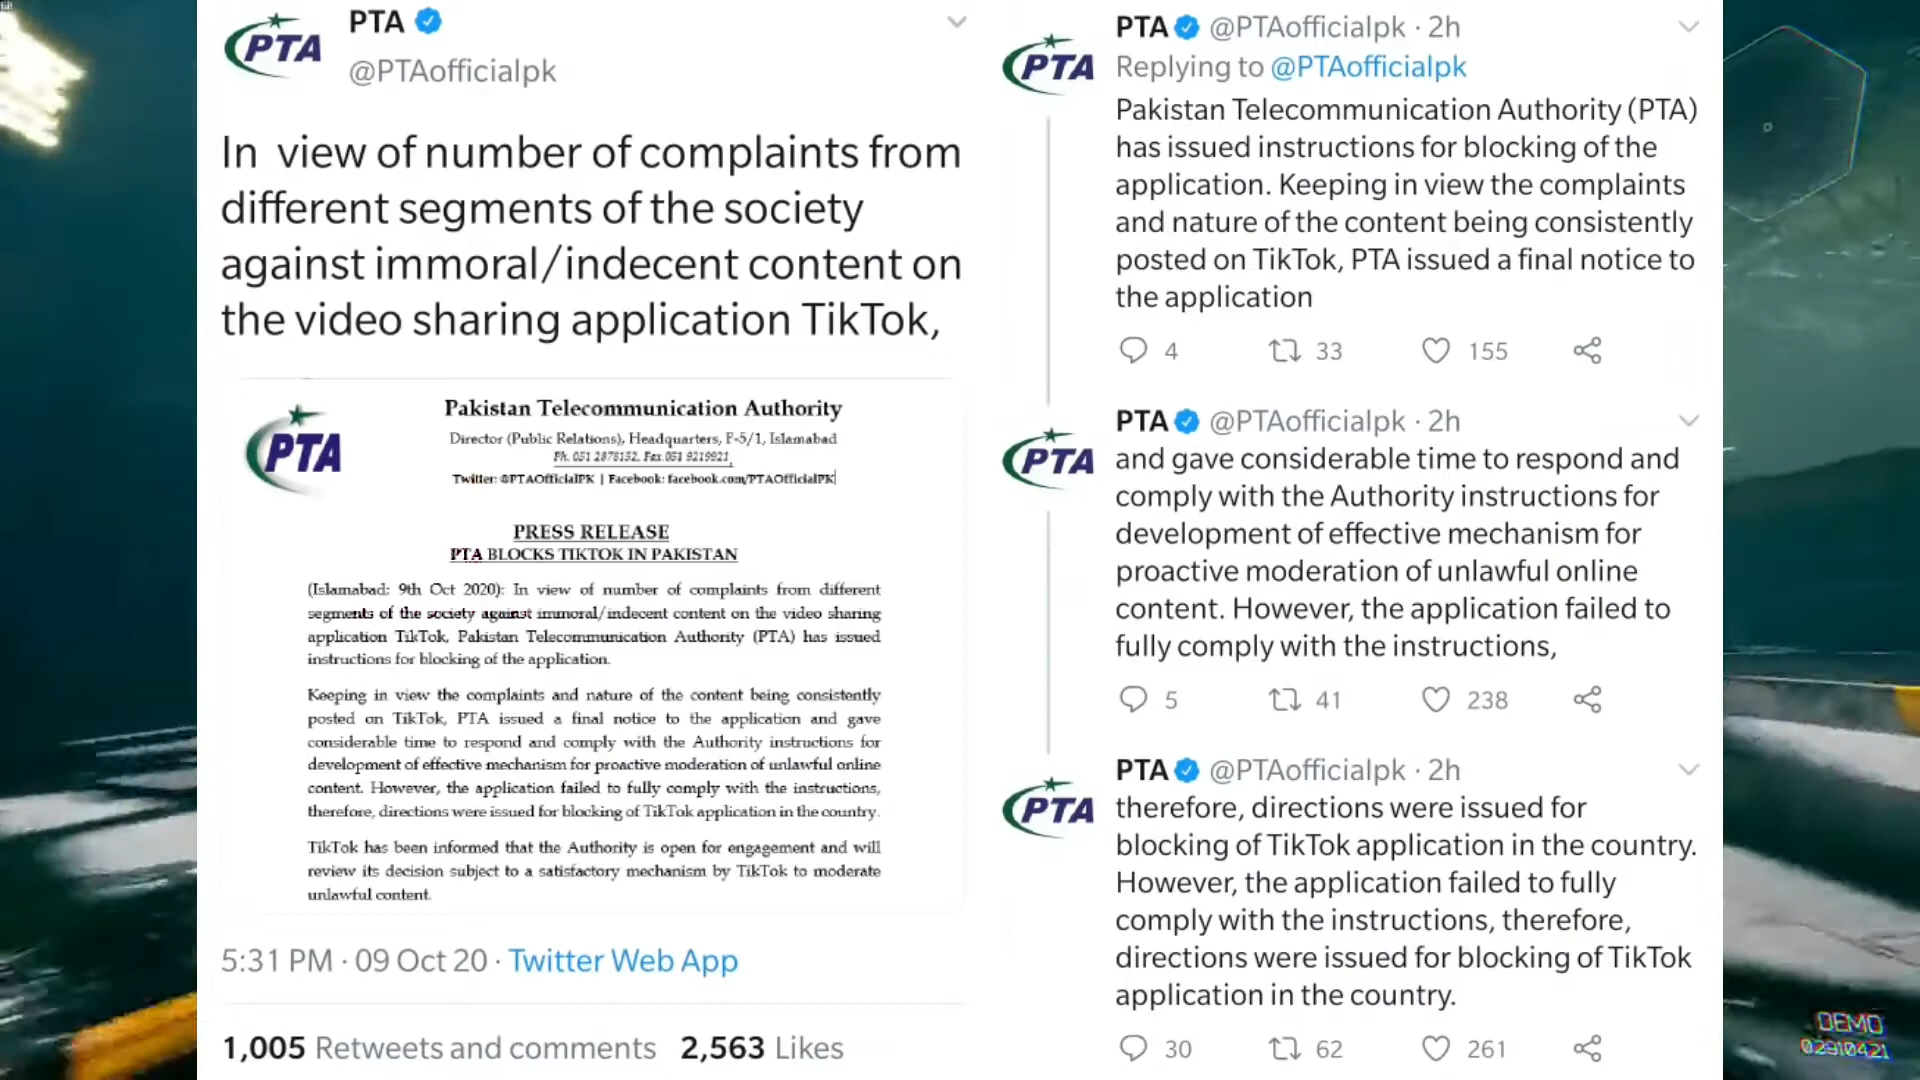 PTA
PTA
@PTAofficialpk
In view of number of complaints from
different segments of the society
against immoral/indecent content on
the video sharing application TikTok,
PTA
Pakistan Telecommunication Authority
Director (Public Relations), Headquarters, F-5/1, Islamabad
Ph. 051 2878132, Fax.051 9219921,
Twitter: @PTAOfficialPK | Facebook: facebook.com/PTAOfficialPK
PRESS RELEASE
PTA BLOCKS TIKTOK IN PAKISTAN
(Islamabad: 9th Oct 2020): In view of number of complaints from different
segments of the society against immoral/indecent content on the video sharing
application TikTok, Pakistan Telecommunication Authority (PTA) has issued
instructions for blocking of the application.
Keeping in view the complaints and nature of the content being consistently
posted on TikTok, PTA issued a final notice to the application and gave
considerable time to respond and comply with the Authority instructions for
development of effective mechanism for proactive moderation of unlawful online
content. However, the application failed to fully comply with the instructions,
therefore, directions were issued for blocking of TikTok application in the country.
TikTok has been informed that the Authority is open for engagement and will
review its decision subject to a satisfactory mechanism by TikTok to moderate
unlawful content.
5:31 PM · 09 Oct 20 · Twitter Web App
1,005 Retweets and comments 2,563 Likes
PTA
PTA @PTAofficialpk · 2h
Replying to @PTAofficialpk
Pakistan Telecommunication Authority (PTA)
has issued instructions for blocking of the
application. Keeping in view the complaints
and nature of the content being consistently
posted on TikTok, PTA issued a final notice to
the application
4 33 155
PTA
PTA @PTAofficialpk · 2h
and gave considerable time to respond and
comply with the Authority instructions for
development of effective mechanism for
proactive moderation of unlawful online
content. However, the application failed to
fully comply with the instructions,
5 41 238
PTA
PTA @PTAofficialpk · 2h
therefore, directions were issued for
blocking of TikTok application in the country.
However, the application failed to fully
comply with the instructions, therefore,
directions were issued for blocking of TikTok
application in the country.
30 62 261
DEMO
02910421